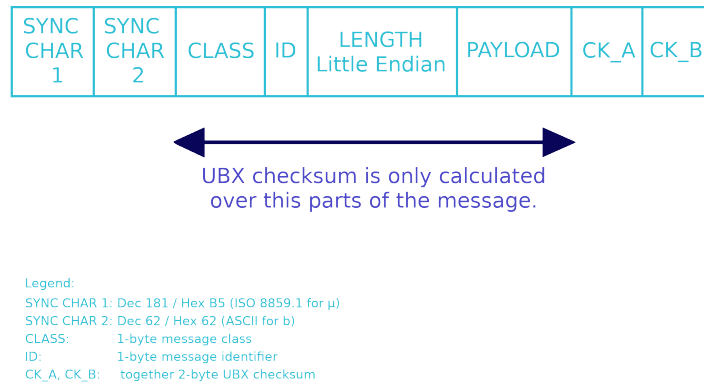 SYNC CHAR 1
SYNC CHAR 2
CLASS
ID
LENGTH
Little Endian
PAYLOAD
CK_A
CK_B
UBX checksum is only calculated
over this parts of the message.
Legend:
SYNC CHAR 1: Dec 181 / Hex B5 (ISO 8859.1 for µ)
SYNC CHAR 2: Dec 62 / Hex 62 (ASCII for b)
CLASS: 1-byte message class
ID: 1-byte message identifier
CK_A, CK_B: together 2-byte UBX checksum